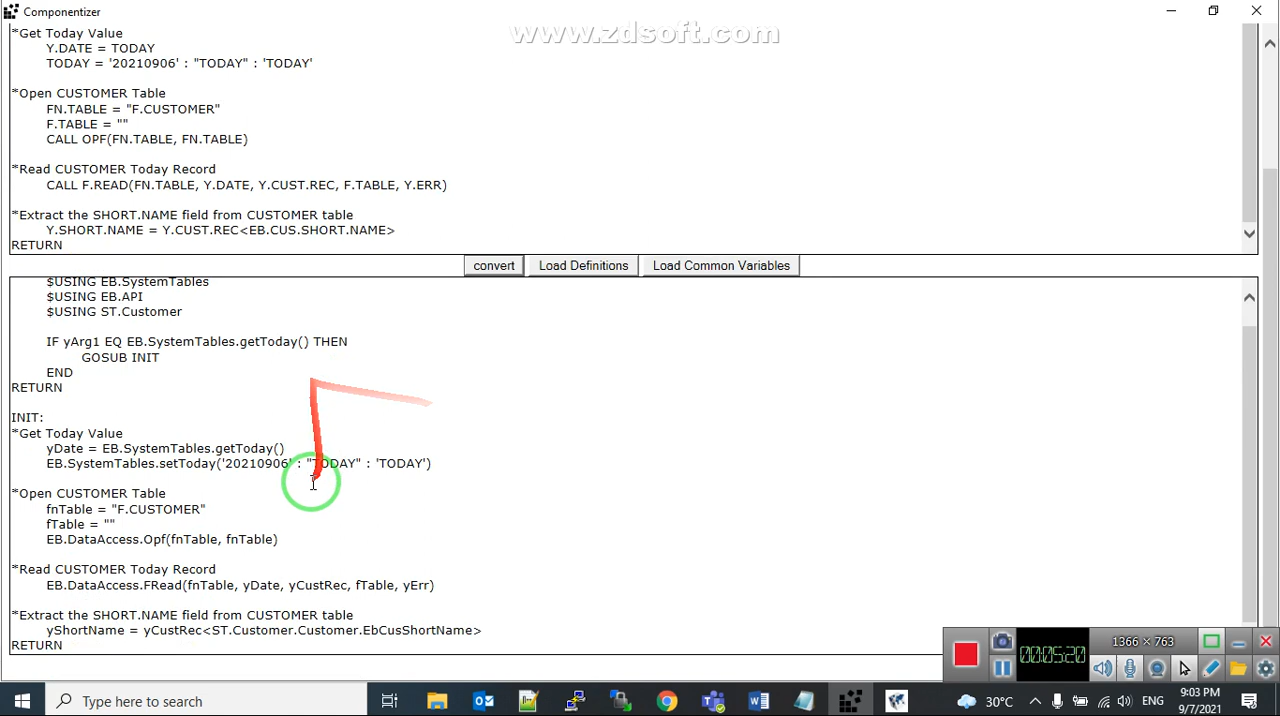 Componentizer
www.zdsoft.com
*Get Today Value
Y.DATE = TODAY
TODAY = '20210906' : "TODAY" : 'TODAY'
*Open CUSTOMER Table
FN.TABLE = "F.CUSTOMER"
F.TABLE = ""
CALL OPF(FN.TABLE, FN.TABLE)
*Read CUSTOMER Today Record
CALL F.READ(FN.TABLE, Y.DATE, Y.CUST.REC, F.TABLE, Y.ERR)
*Extract the SHORT.NAME field from CUSTOMER table
Y.SHORT.NAME = Y.CUST.REC<EB.CUS.SHORT.NAME>
RETURN
convert Load Definitions Load Common Variables
$USING EB.SystemTables
$USING EB.API
$USING ST.Customer
IF yArg1 EQ EB.SystemTables.getToday() THEN
GOSUB INIT
END
RETURN
INIT:
*Get Today Value
yDate = EB.SystemTables.getToday()
EB.SystemTables.setToday('20210906' : "TODAY" : 'TODAY')
*Open CUSTOMER Table
fnTable = "F.CUSTOMER"
fTable = ""
EB.DataAccess.Opf(fnTable, fnTable)
*Read CUSTOMER Today Record
EB.DataAccess.FRead(fnTable, yDate, yCustRec, fTable, yErr)
*Extract the SHORT.NAME field from CUSTOMER table
yShortName = yCustRec<ST.Customer.Customer.EbCusShortName>
RETURN
1366 × 763
00:05:20
Type here to search
30°C
ENG
9:03 PM
9/7/2021